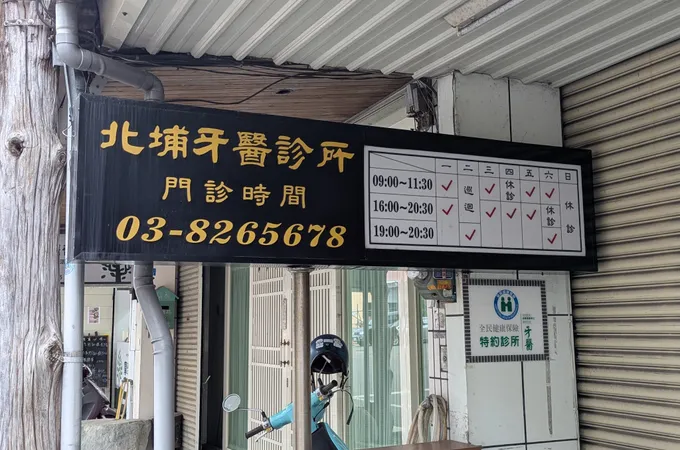 北埔牙醫診所
門診時間
03-8265678
一 二 三 四 五 六 日
09:00~11:30 ✓ 巡迴 ✓ 休診 ✓ ✓ 休診
16:00~20:30 ✓ ✓ ✓ ✓ 休診
19:00~20:30 ✓ ✓
全民健康保險
特約診所
牙醫